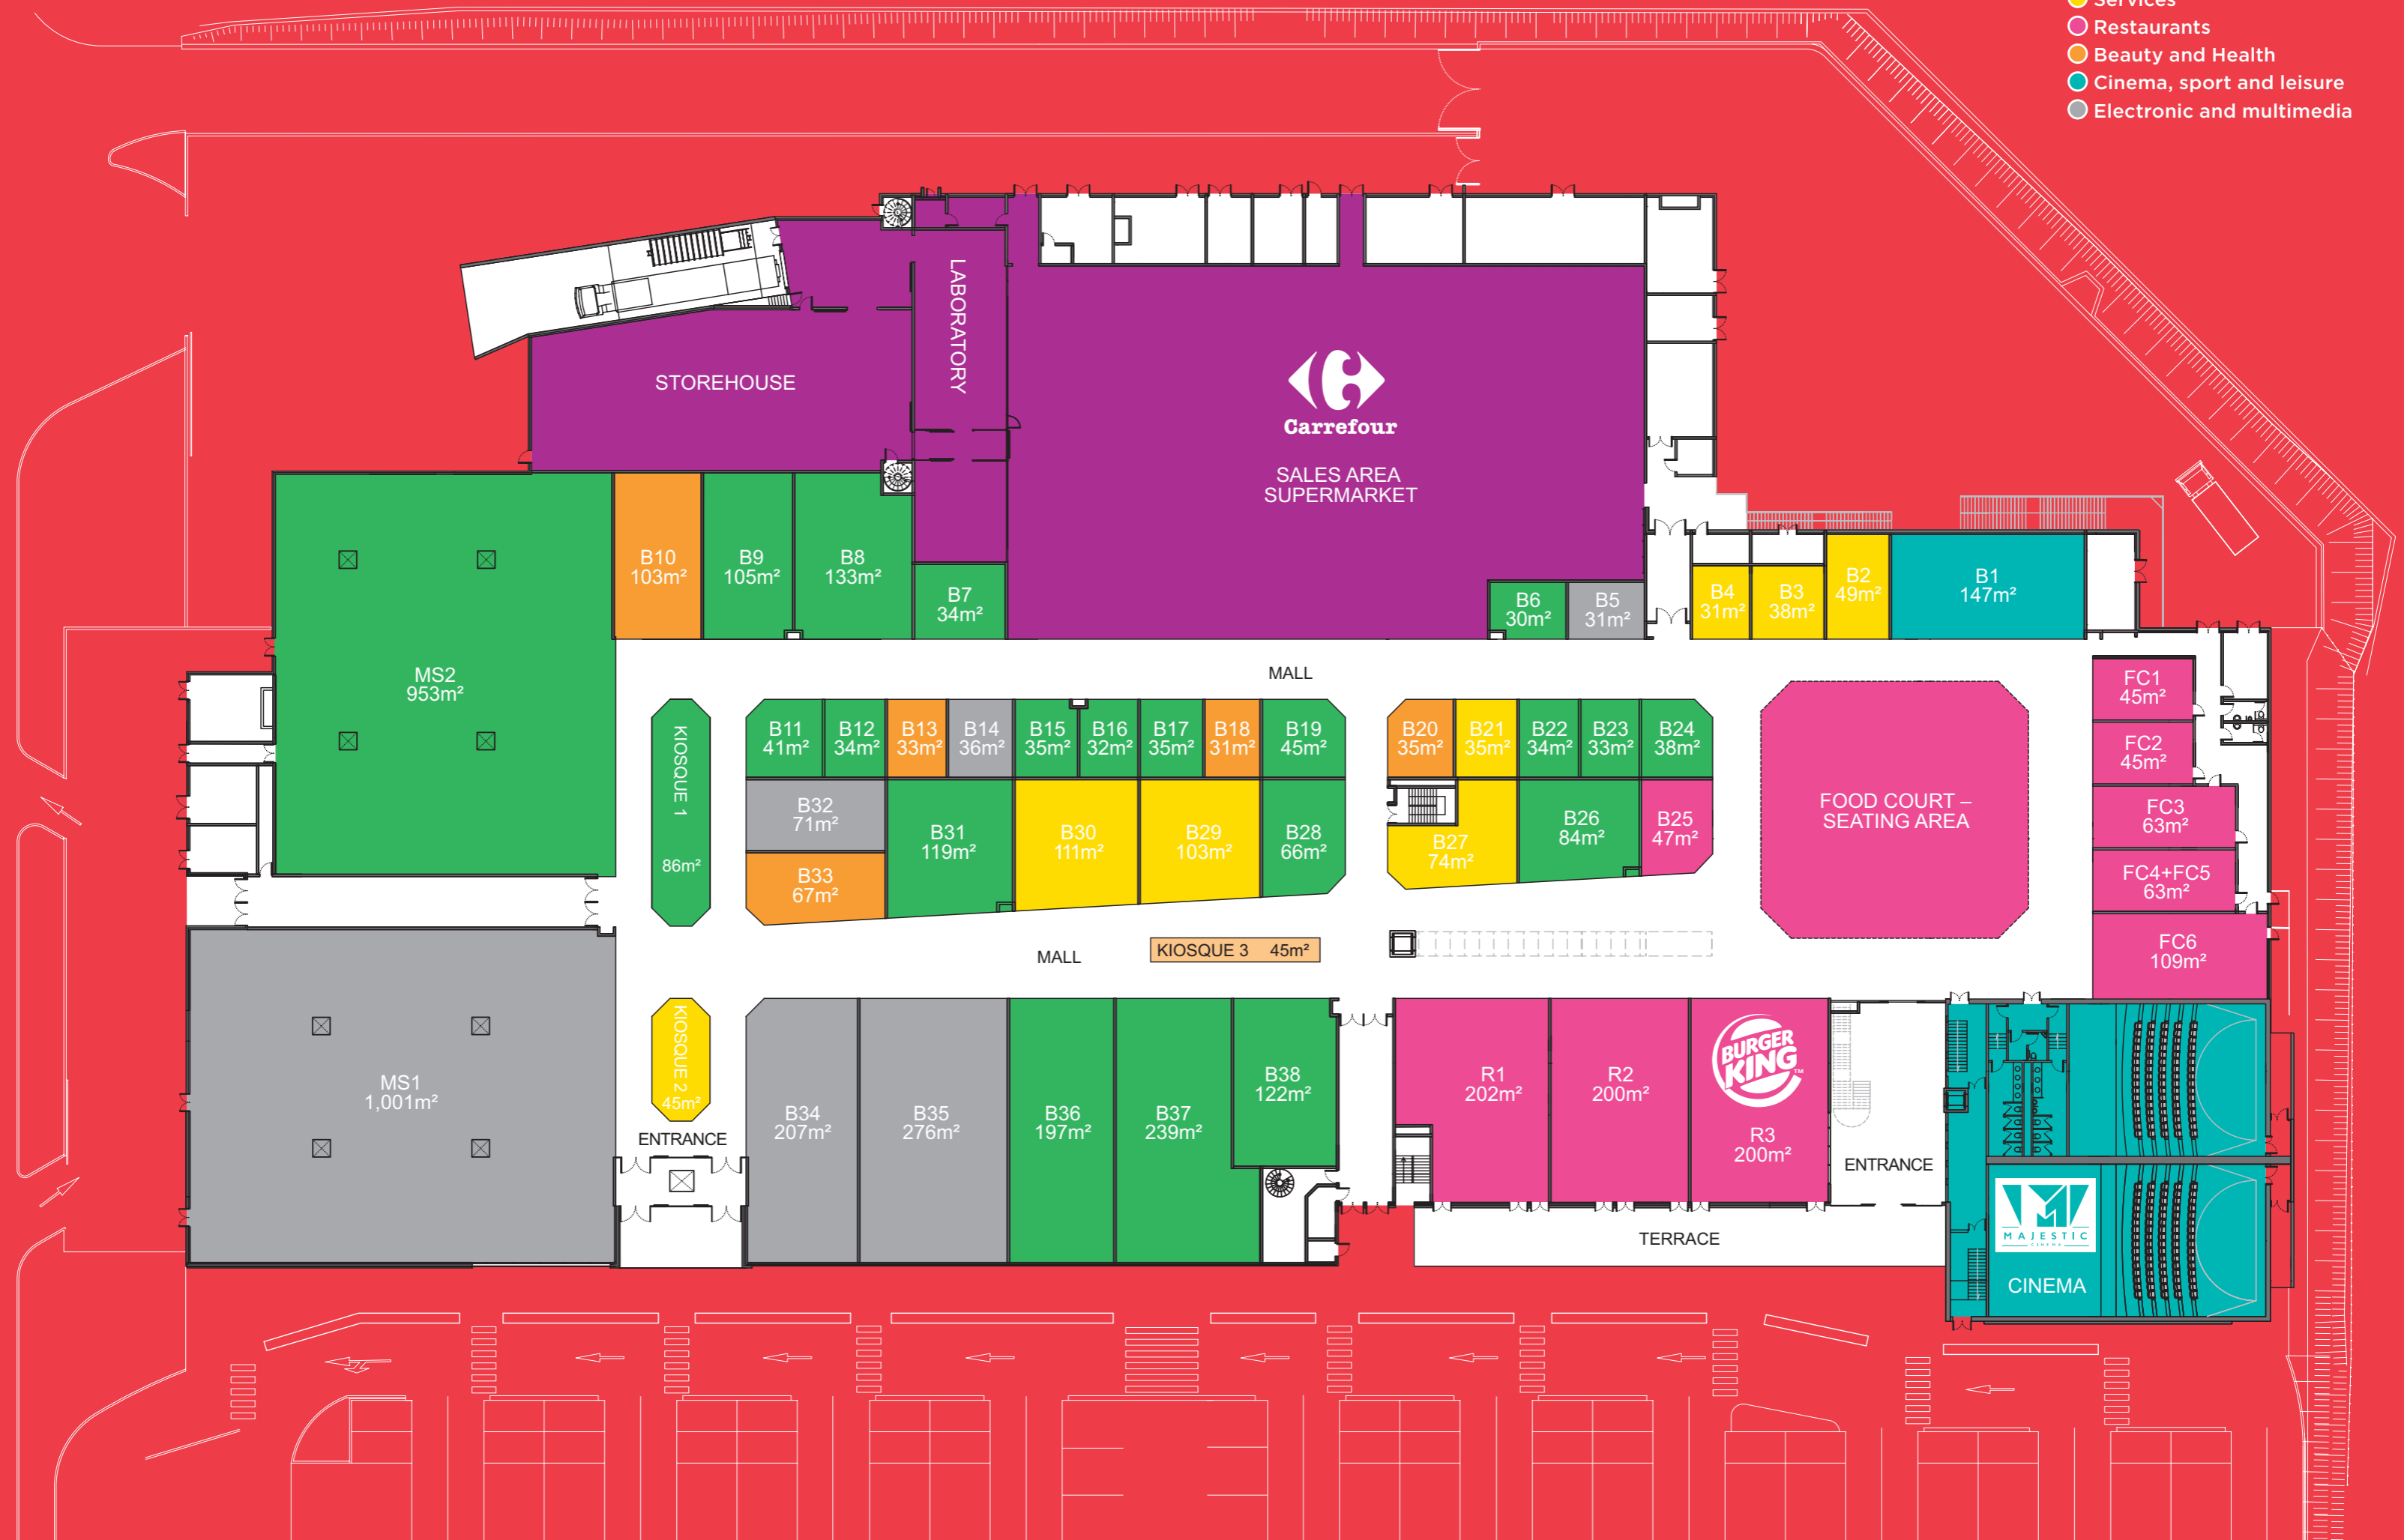 Services
Restaurants
Beauty and Health
Cinema, sport and leisure
Electronic and multimedia
LABORATORY
STOREHOUSE
Carrefour
SALES AREA
SUPERMARKET
B10
103m²
B9
105m²
B8
133m²
B7
34m²
B6
30m²
B5
31m²
B4
31m²
B3
38m²
B2
49m²
B1
147m²
MS2
953m²
MALL
KIOSQUE 1
86m²
B11
41m²
B12
34m²
B13
33m²
B14
36m²
B15
35m²
B16
32m²
B17
35m²
B18
31m²
B19
45m²
B20
35m²
B21
35m²
B22
34m²
B23
33m²
B24
38m²
FC1
45m²
FC2
45m²
FC3
63m²
FC4+FC5
63m²
FC6
109m²
FOOD COURT –
SEATING AREA
B32
71m²
B33
67m²
B31
119m²
B30
111m²
B29
103m²
B28
66m²
B27
74m²
B26
84m²
B25
47m²
MALL
KIOSQUE 3 45m²
MS1
1,001m²
KIOSQUE 2
45m²
ENTRANCE
B34
207m²
B35
276m²
B36
197m²
B37
239m²
B38
122m²
R1
202m²
R2
200m²
BURGER
KING
TM
R3
200m²
ENTRANCE
TERRACE
MAJESTIC
CINEMA
CINEMA